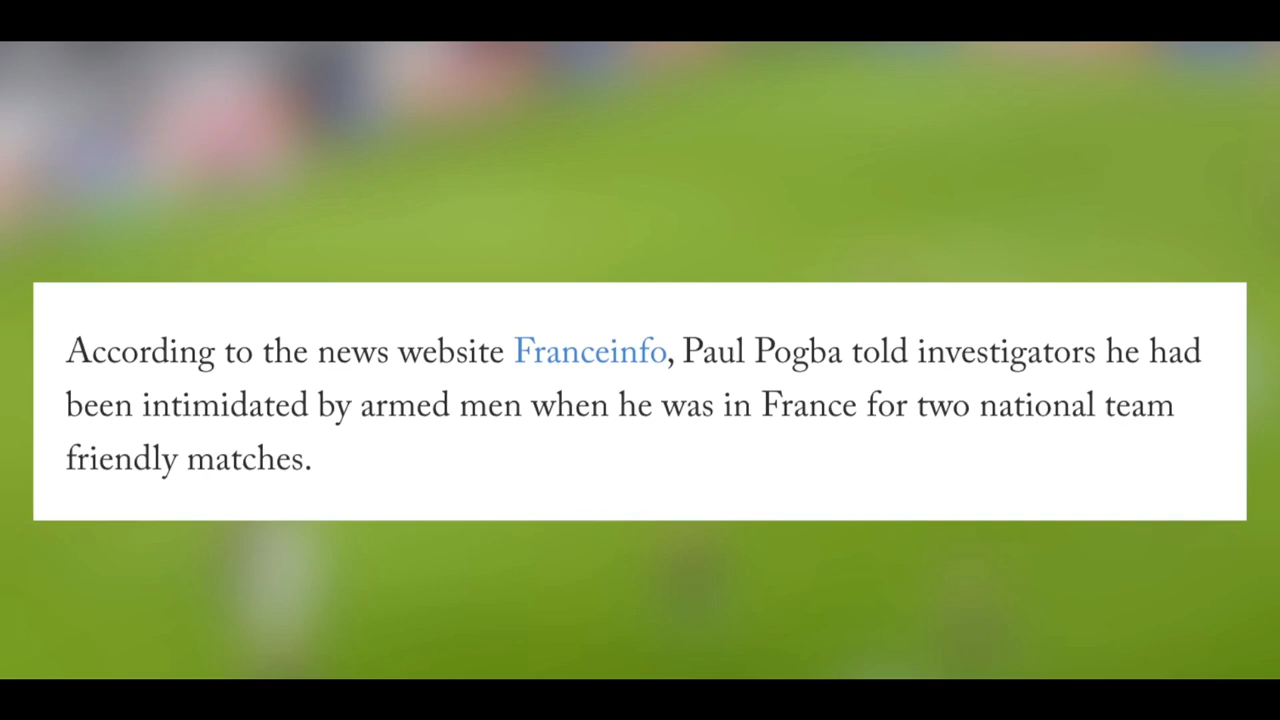 According to the news website Franceinfo, Paul Pogba told investigators he had
been intimidated by armed men when he was in France for two national team
friendly matches.